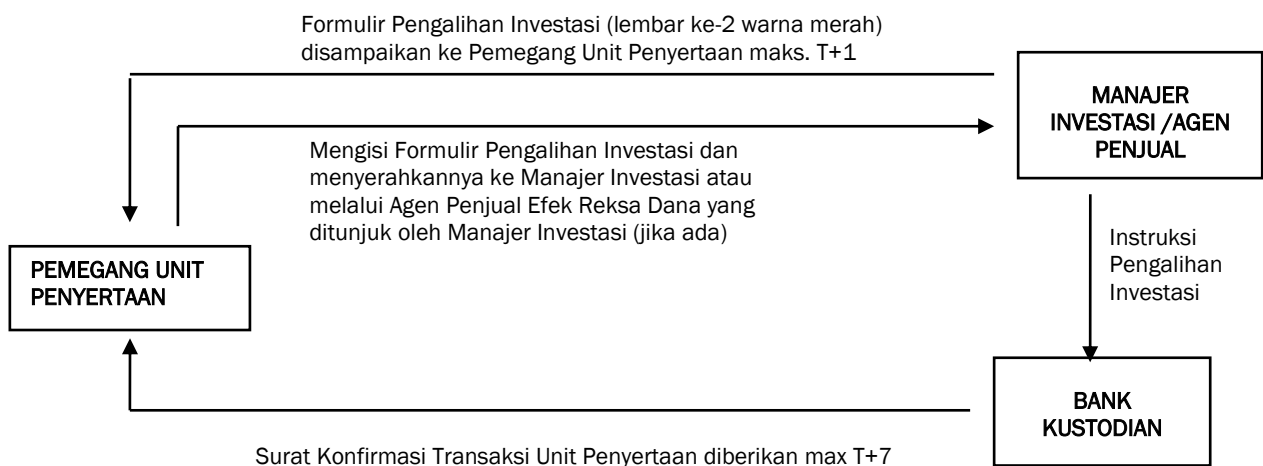 Formulir Pengalihan Investasi (lembar ke-2 warna merah)
disampaikan ke Pemegang Unit Penyertaan maks. T+1
MANAJER
INVESTASI /AGEN
PENJUAL
Mengisi Formulir Pengalihan Investasi dan
menyerahkannya ke Manajer Investasi atau
melalui Agen Penjual Efek Reksa Dana yang
ditunjuk oleh Manajer Investasi (jika ada)
Instruksi
Pengalihan
Investasi
PEMEGANG UNIT
PENYERTAAN
BANK
KUSTODIAN
Surat Konfirmasi Transaksi Unit Penyertaan diberikan max T+7